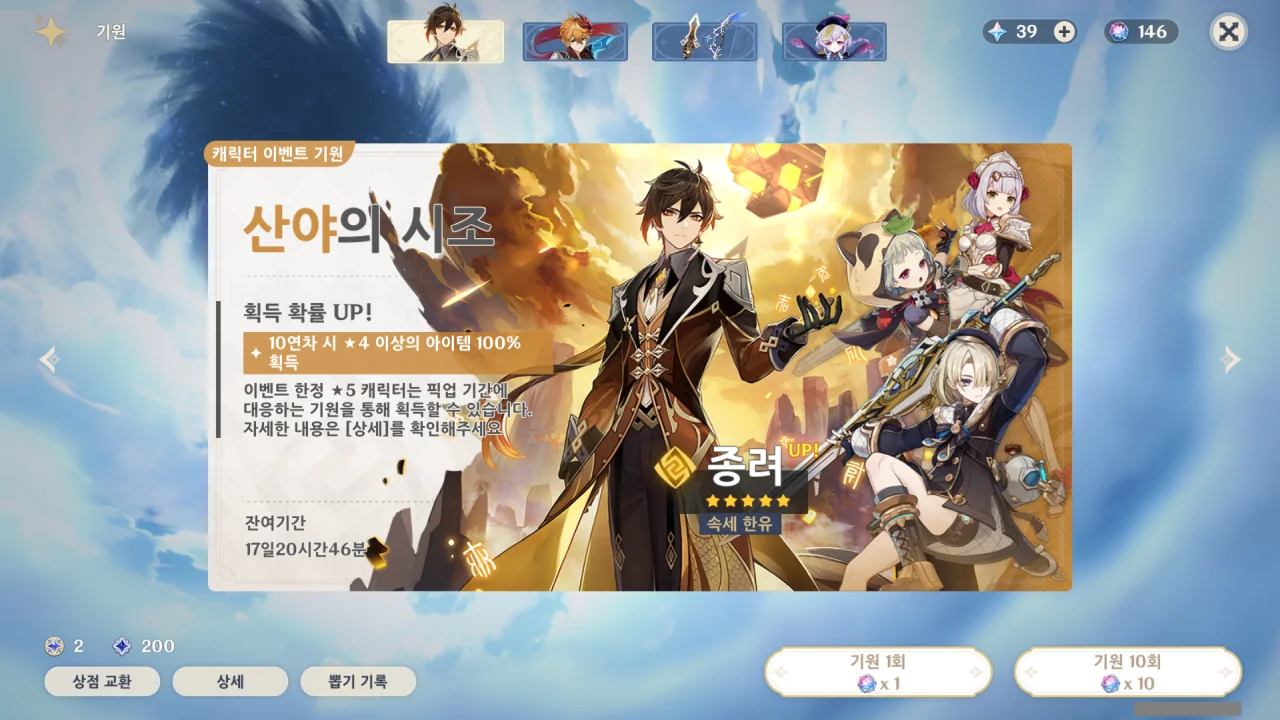 기원
39
146
캐릭터 이벤트 기원
산야의 시조
획득 확률 UP!
10연차 시 ★4 이상의 아이템 100%
획득
이벤트 한정 ★5 캐릭터는 픽업 기간에
대응하는 기원을 통해 획득할 수 있습니다.
자세한 내용은 [상세]를 확인해주세요
종려
UP!
속세 한유
잔여기간
17일20시간46분
2
200
상점 교환
상세
뽑기 기록
기원 1회
x 1
기원 10회
x 10